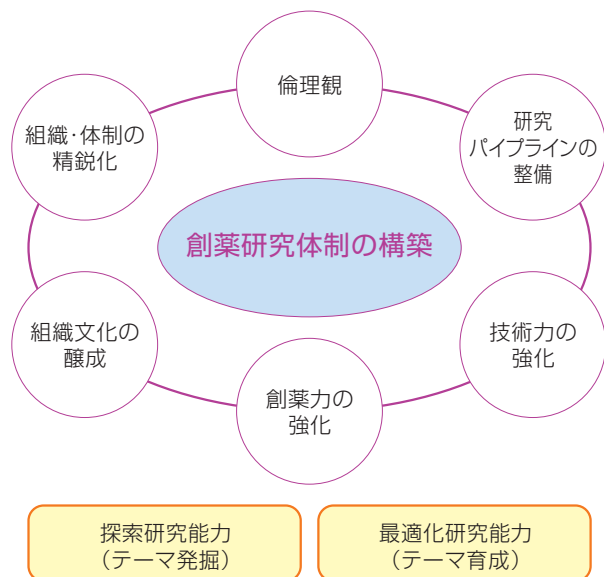 倫理観
組織・体制の
精鋭化
研究
パイプラインの
整備
創薬研究体制の構築
組織文化の
醸成
技術力の
強化
創薬力の
強化
探索研究能力
（テーマ発掘）
最適化研究能力
（テーマ育成）